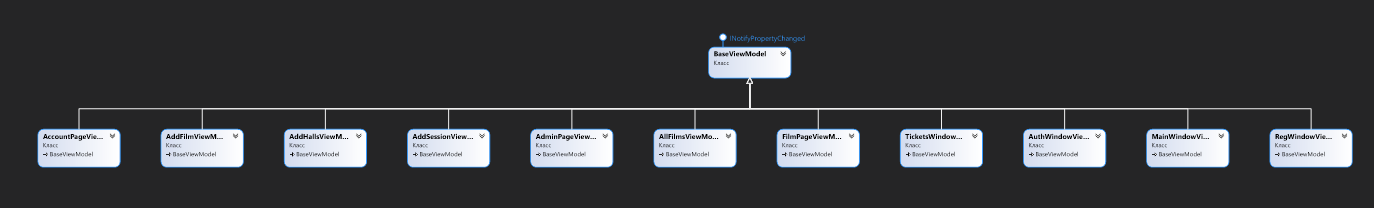 INotifyPropertyChanged
BaseViewModel
Класс
AccountPageVie...
Класс
BaseViewModel
AddFilmViewM...
Класс
BaseViewModel
AddHallsViewM...
Класс
BaseViewModel
AddSessionView...
Класс
BaseViewModel
AdminPageView...
Класс
BaseViewModel
AllFilmsViewMo...
Класс
BaseViewModel
FilmPageViewM...
Класс
BaseViewModel
TicketsWindow...
Класс
BaseViewModel
AuthWindowVie...
Класс
BaseViewModel
MainWindowVi...
Класс
BaseViewModel
RegWindowVie...
Класс
BaseViewModel